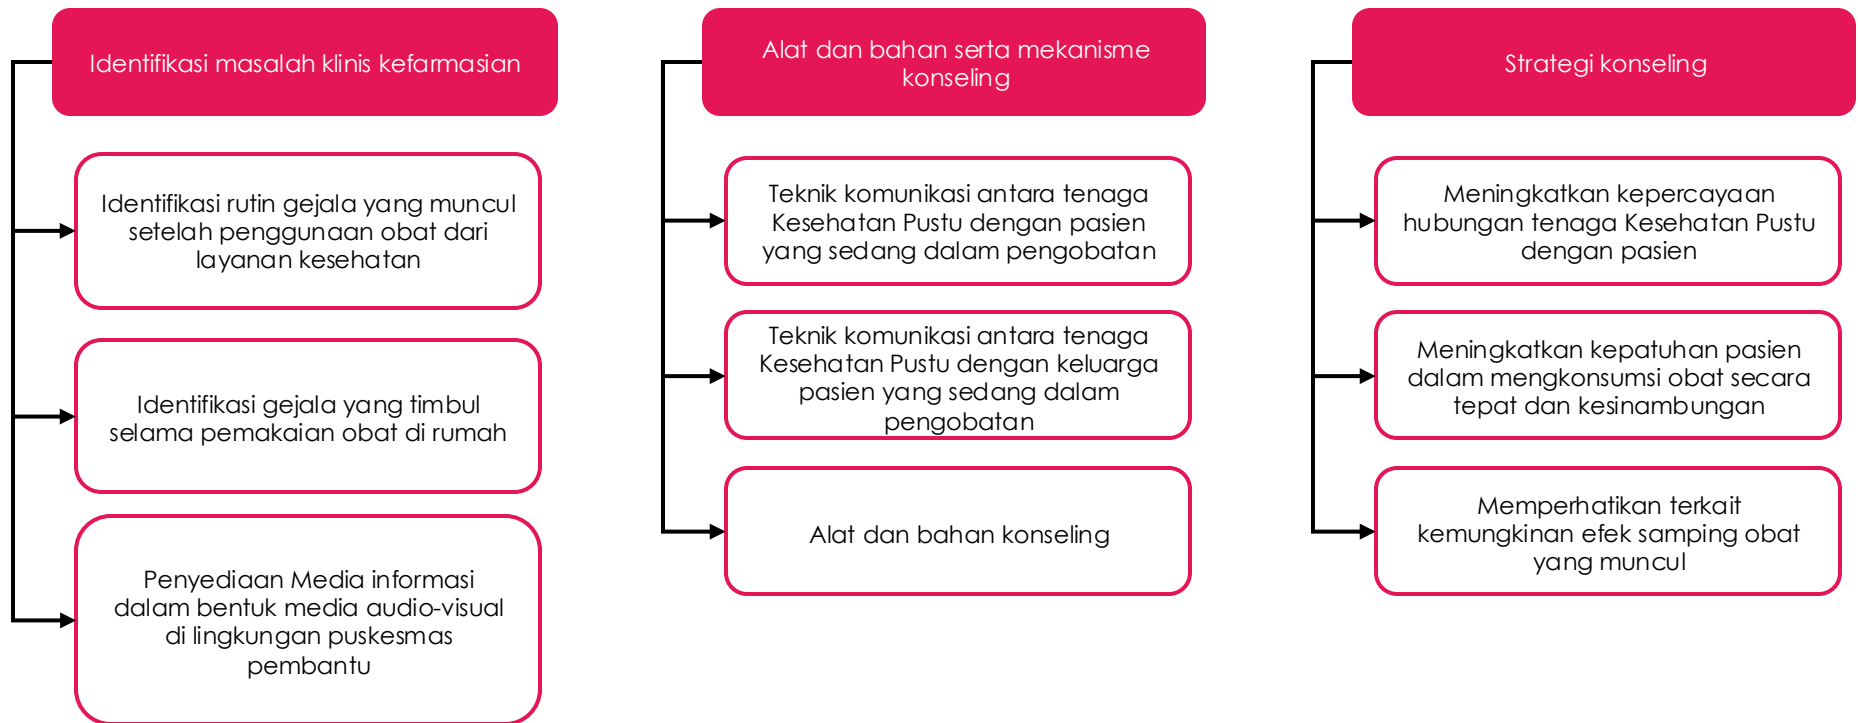 Identifikasi masalah klinis kefarmasian
Identifikasi rutin gejala yang muncul
setelah penggunaan obat dari
layanan kesehatan
Identifikasi gejala yang timbul
selama pemakaian obat di rumah
Penyediaan Media informasi
dalam bentuk media audio-visual
di lingkungan puskesmas
pembantu
Alat dan bahan serta mekanisme
konseling
Teknik komunikasi antara tenaga
Kesehatan Pustu dengan pasien
yang sedang dalam pengobatan
Teknik komunikasi antara tenaga
Kesehatan Pustu dengan keluarga
pasien yang sedang dalam
pengobatan
Alat dan bahan konseling
Strategi konseling
Meningkatkan kepercayaan
hubungan tenaga Kesehatan Pustu
dengan pasien
Meningkatkan kepatuhan pasien
dalam mengkonsumsi obat secara
tepat dan kesinambungan
Memperhatikan terkait
kemungkinan efek samping obat
yang muncul